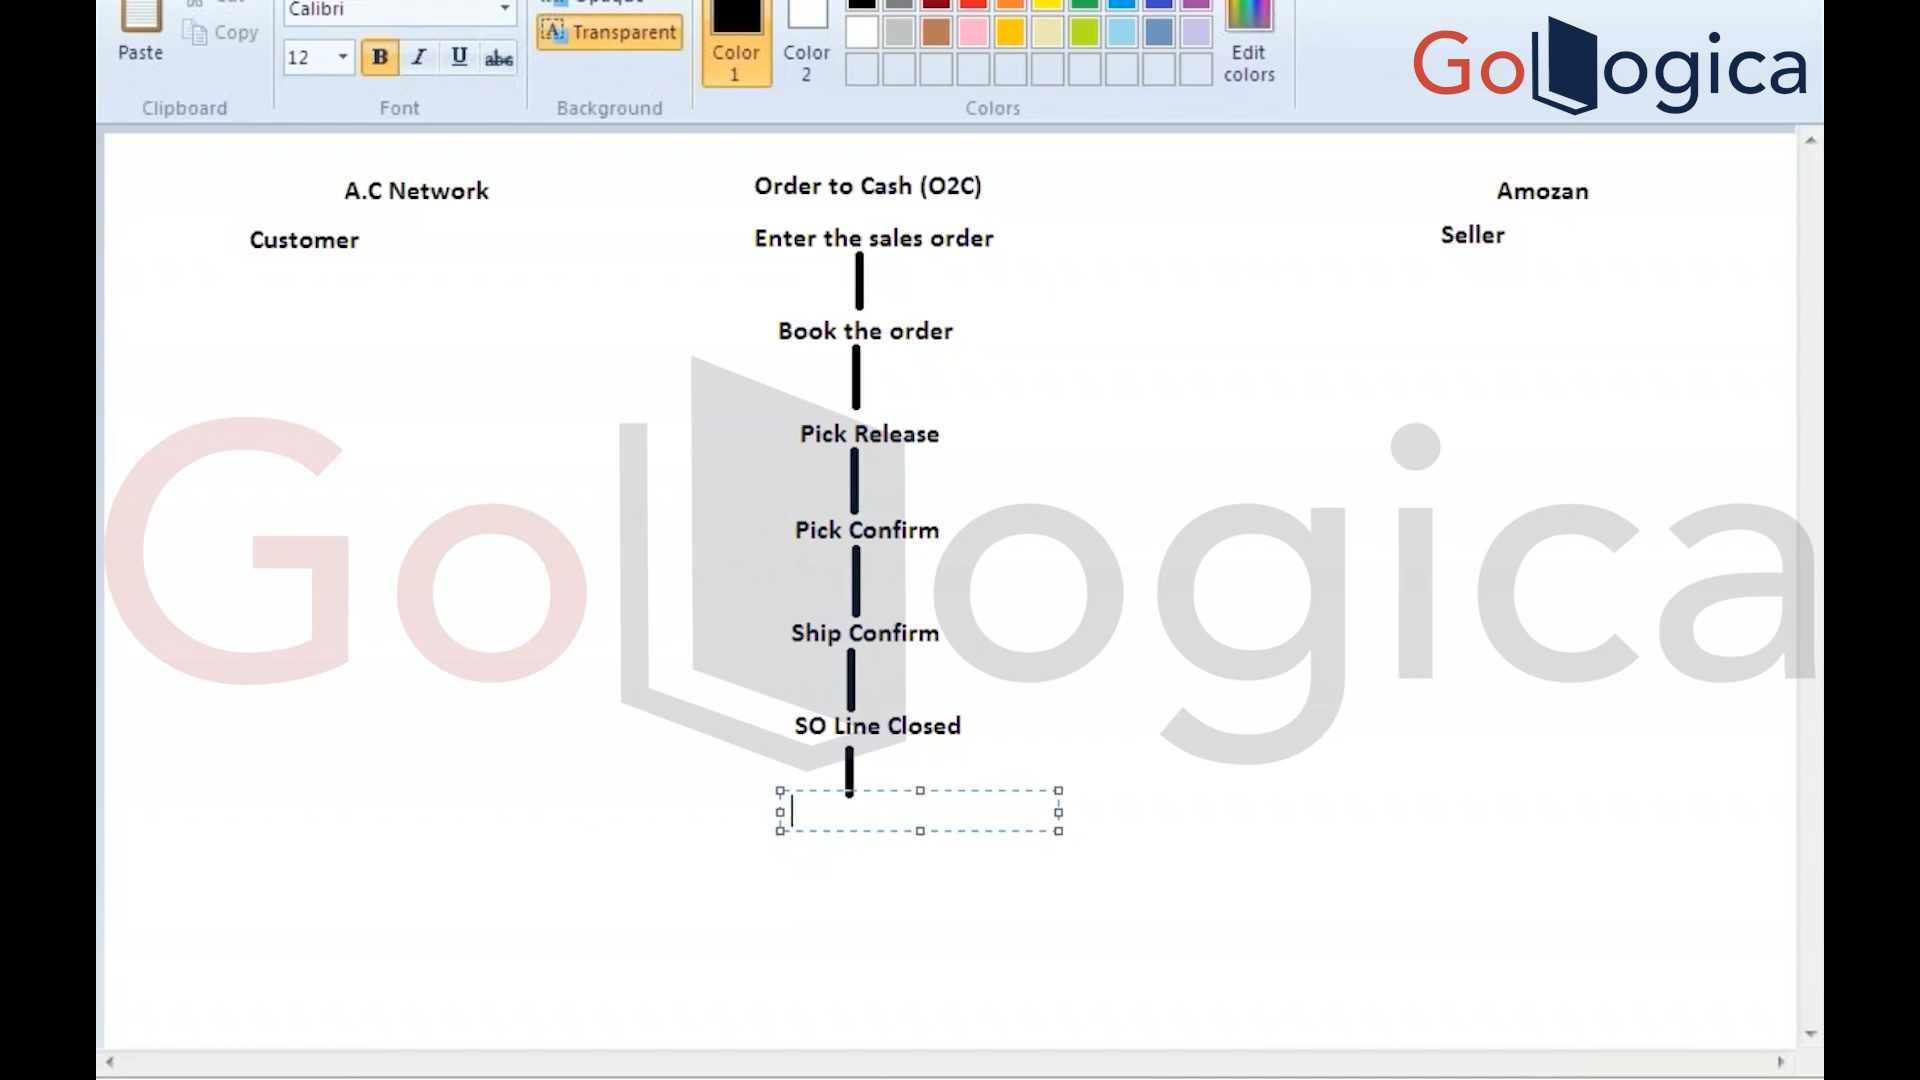 Calibri
Opaque
Paste
Copy
Transparent
12
B
I
U
abc
Color
1
Color
2
Edit
colors
Clipboard
Font
Background
Colors
GoLogica
A.C Network
Order to Cash (O2C)
Amozan
Customer
Enter the sales order
Seller
Book the order
Pick Release
Pick Confirm
GoLogica
Ship Confirm
SO Line Closed